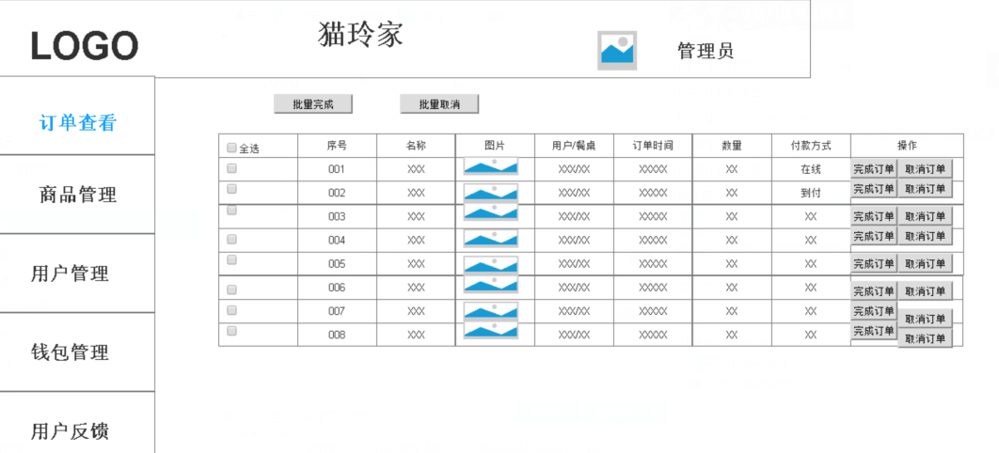 LOGO
猫玲家
管理员
订单查看
商品管理
用户管理
钱包管理
用户反馈
批量完成 批量取消
全选 序号 名称 图片 用户/餐桌 订单时间 数量 付款方式 操作
001 XXX XXX/XX XXXXX XX 在线 完成订单 取消订单
002 XXX XXX/XX XXXXX XX 到付 完成订单 取消订单
003 XXX XXX/XX XXXXX XX XX 完成订单 取消订单
004 XXX XXX/XX XXXXX XX XX 完成订单 取消订单
005 XXX XXX/XX XXXXX XX XX 完成订单 取消订单
006 XXX XXX/XX XXXXX XX XX 完成订单 取消订单
007 XXX XXX/XX XXXXX XX XX 完成订单 取消订单
008 XXX XXX/XX XXXXX XX XX 完成订单 取消订单